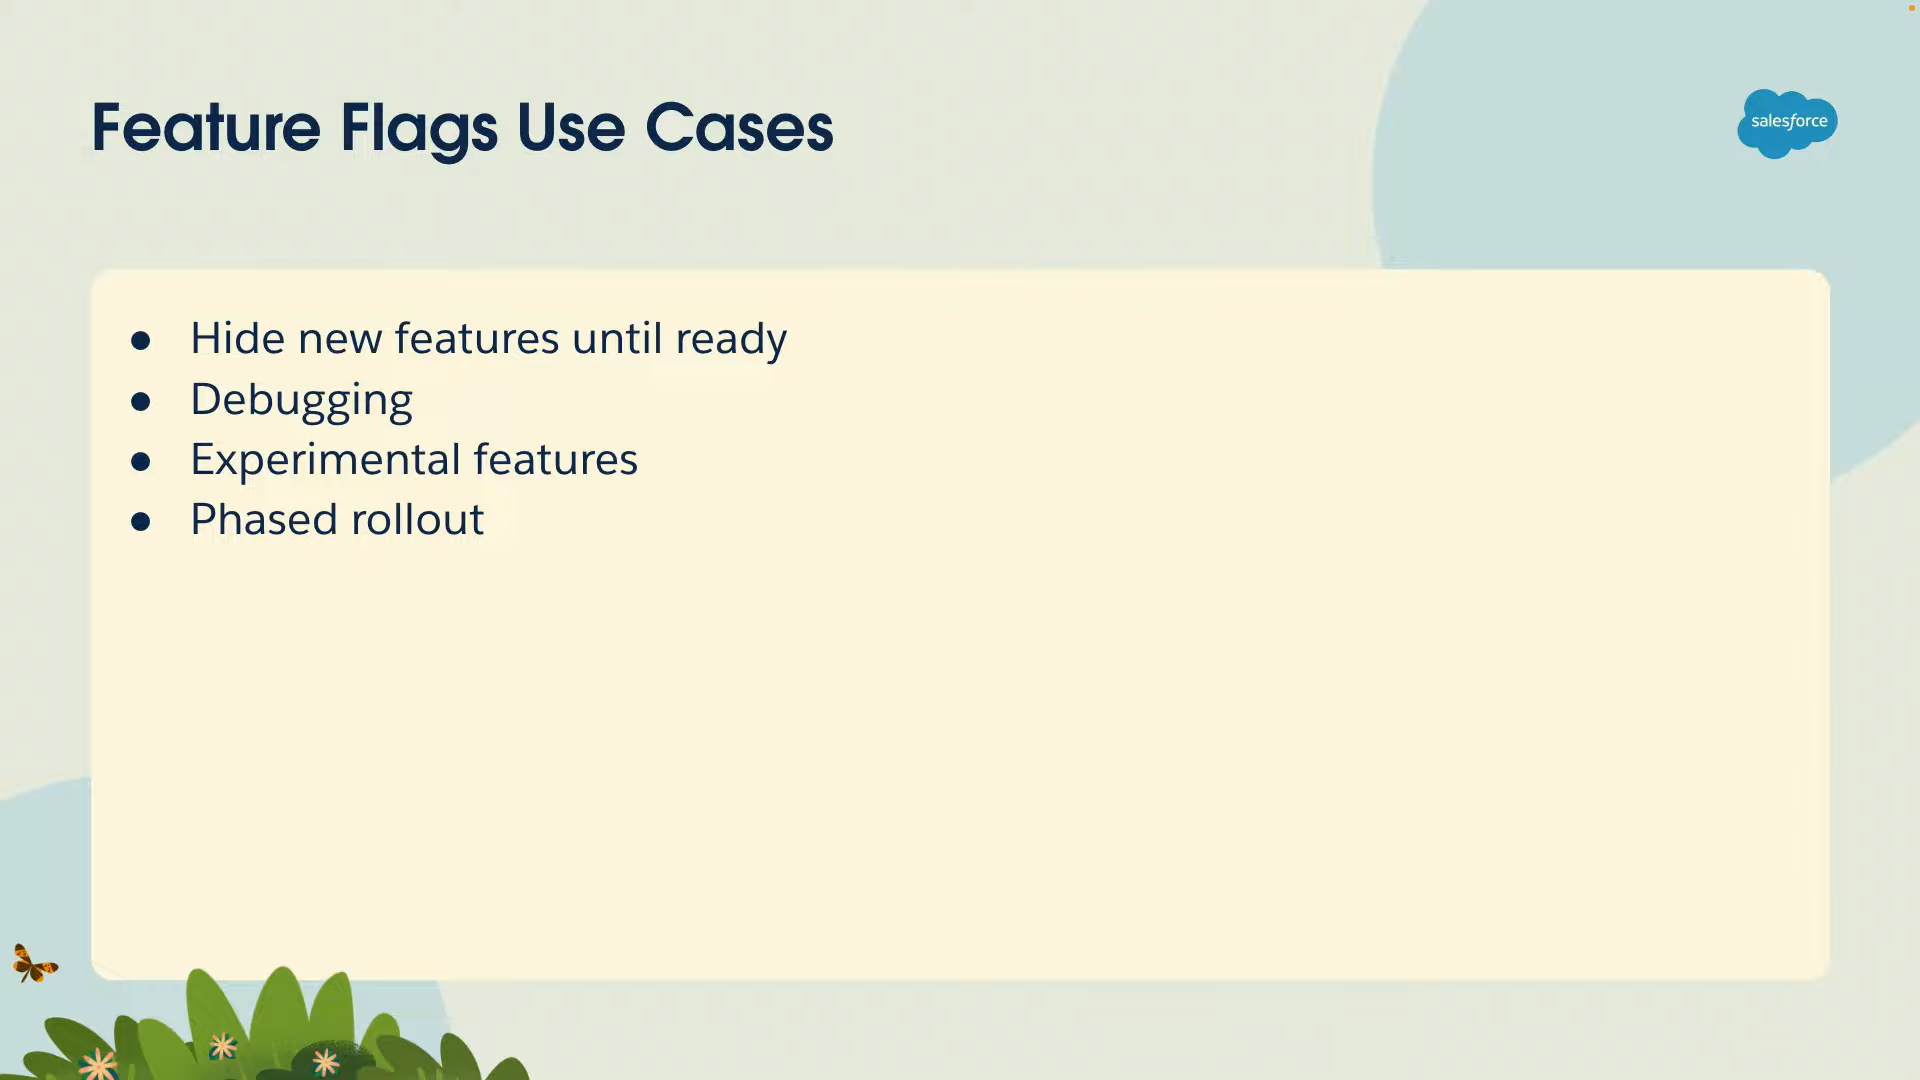 Feature Flags Use Cases
salesforce
● Hide new features until ready
● Debugging
● Experimental features
● Phased rollout